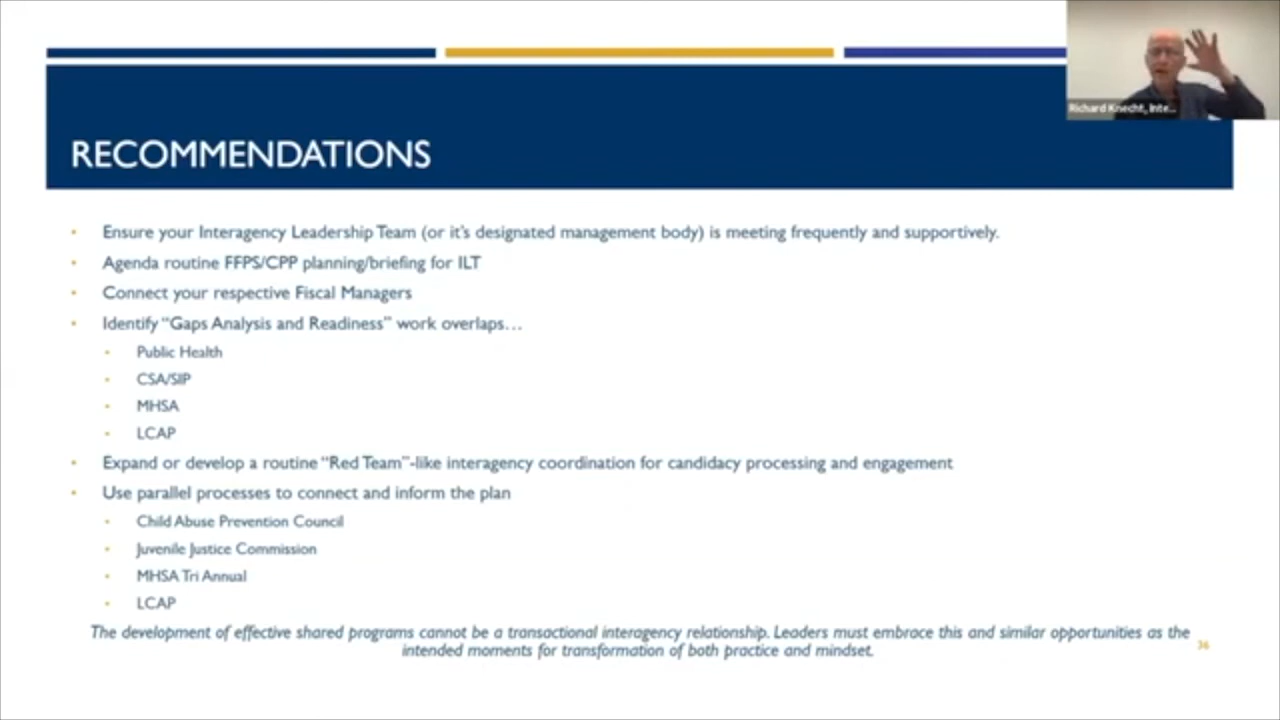 Richard Knecht, Inte...
RECOMMENDATIONS
Ensure your Interagency Leadership Team (or it's designated management body) is meeting frequently and supportively.
Agenda routine FFPS/CPP planning/briefing for ILT
Connect your respective Fiscal Managers
Identify "Gaps Analysis and Readiness" work overlaps…
Public Health
CSA/SIP
MHSA
LCAP
Expand or develop a routine "Red Team"-like interagency coordination for candidacy processing and engagement
Use parallel processes to connect and inform the plan
Child Abuse Prevention Council
Juvenile Justice Commission
MHSA Tri Annual
LCAP
The development of effective shared programs cannot be a transactional interagency relationship. Leaders must embrace this and similar opportunities as the
intended moments for transformation of both practice and mindset.
36